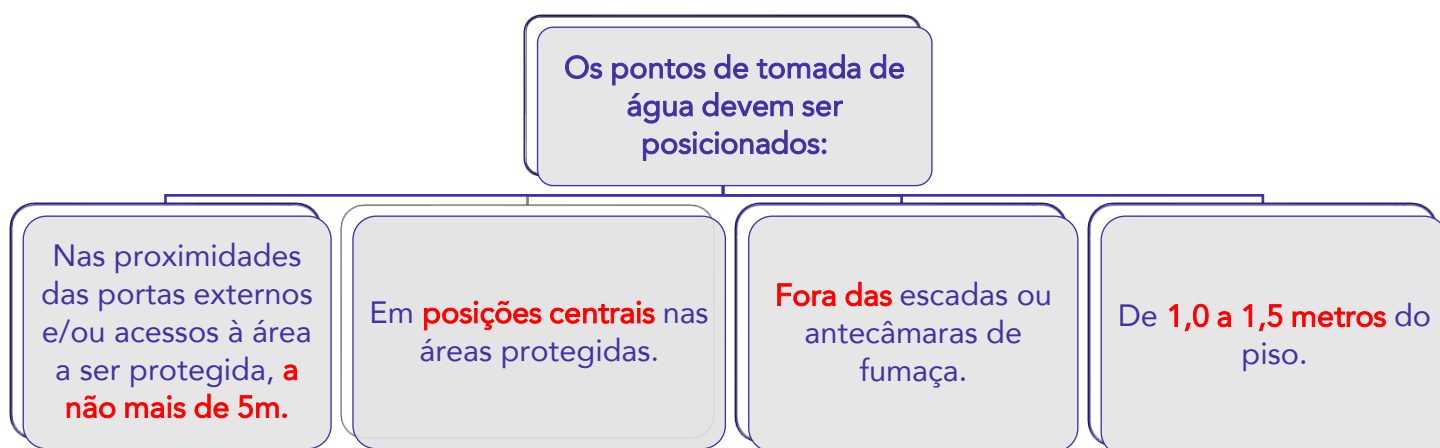 Os pontos de tomada de
água devem ser
posicionados:
Nas proximidades
das portas externos
e/ou acessos à área
a ser protegida, a
não mais de 5m.
Em posições centrais nas
áreas protegidas.
Fora das escadas ou
antecâmaras de
fumaça.
De 1,0 a 1,5 metros do
piso.